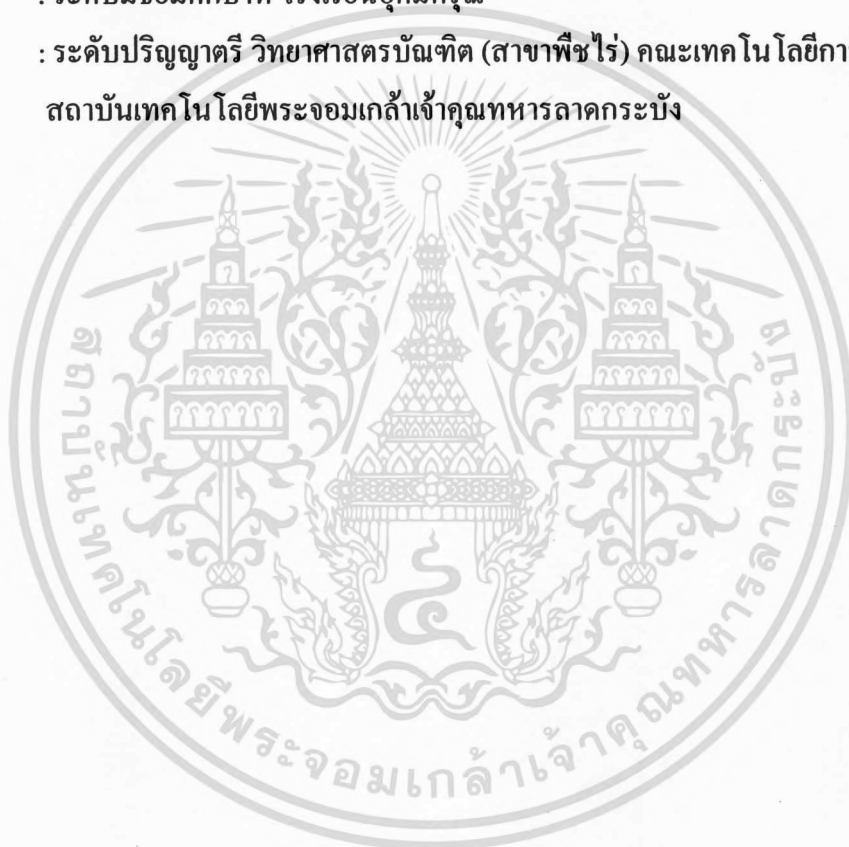 : ระดับปริญญาตรี วิทยาศาสตรบัณฑิต (สาขาพืชไร่) คณะเทคโนโลยีกา
สถาบันเทคโนโลยีพระจอมเกล้าเจ้าคุณทหารลาดกระบัง
สถาบันเทคโนโลยีพระจอมเกล้าเจ้าคุณทหารลาดกระบัง
๔